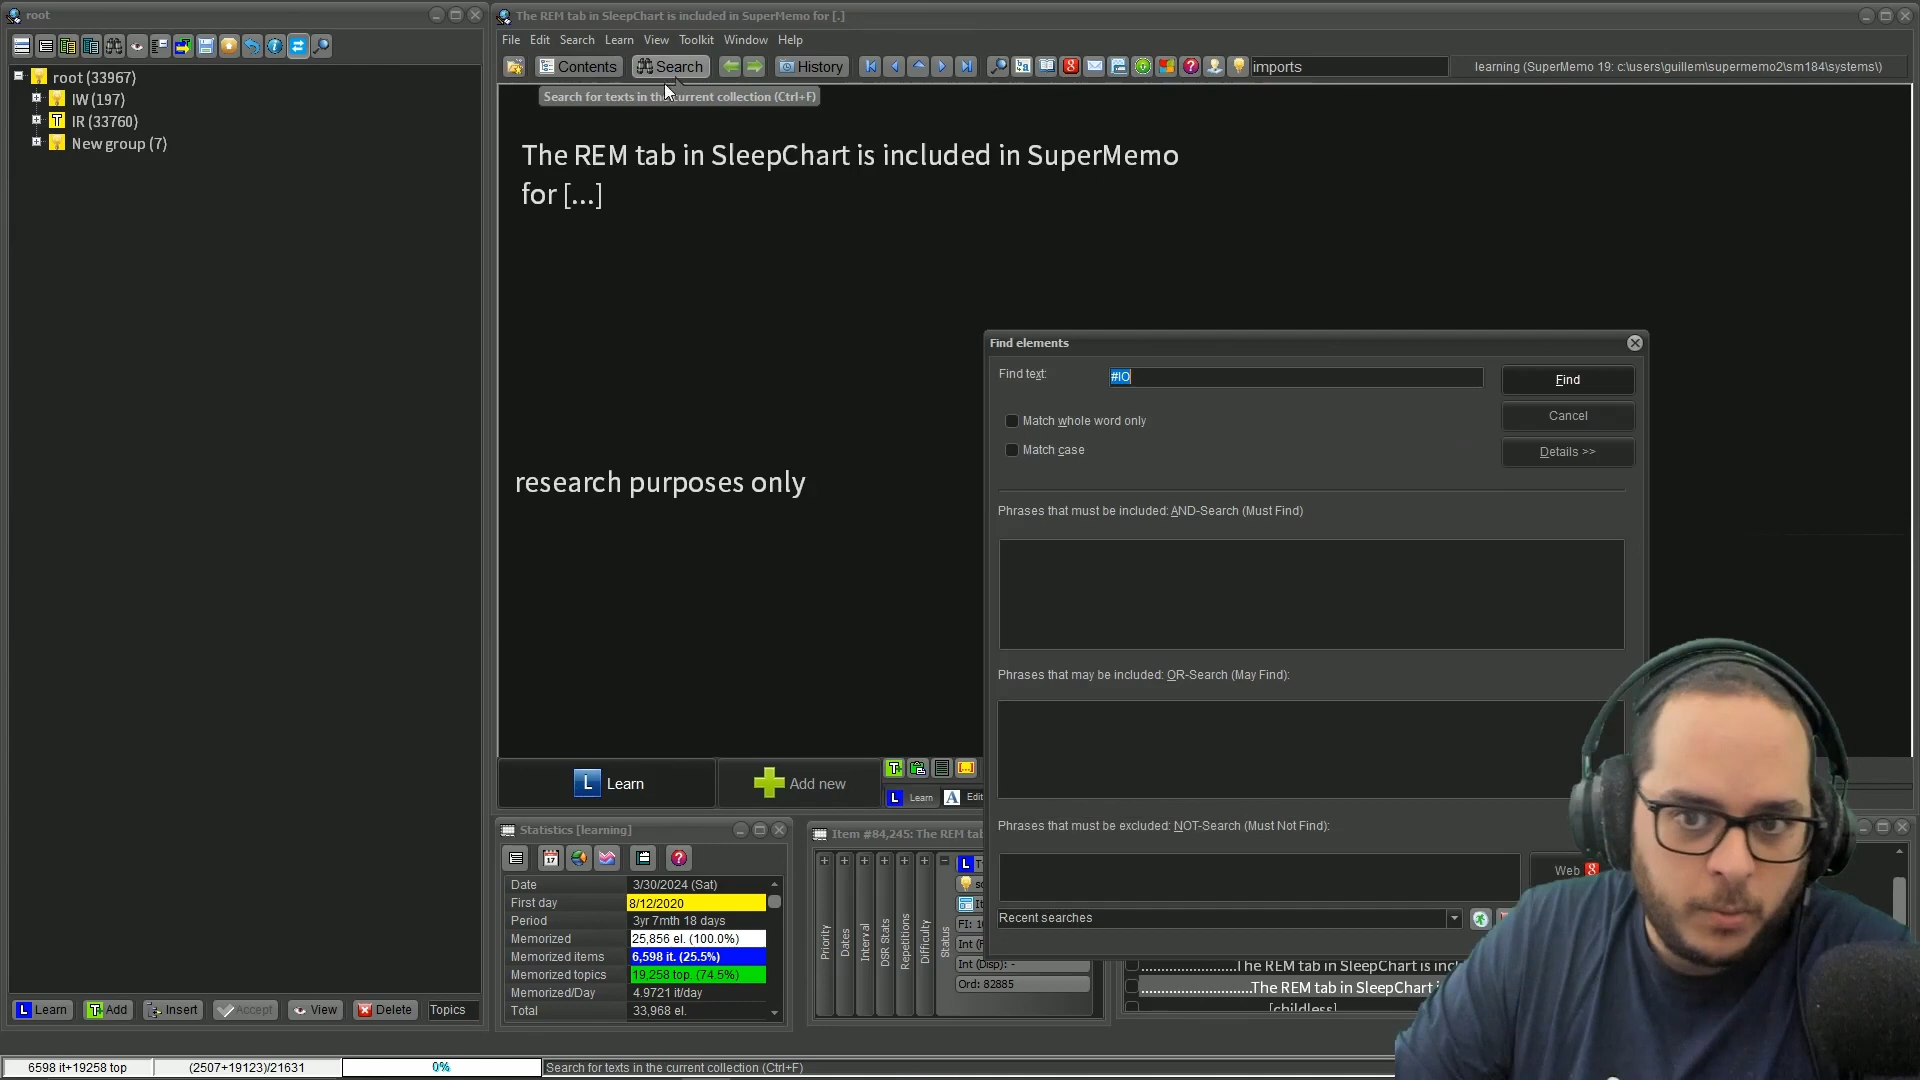 root
The REM tab in SleepChart is included in SuperMemo for [.]
File Edit Search Learn View Toolkit Window Help
Contents Search History imports learning (SuperMemo 19: c:\users\guillem\supermemo2\sm184\systems\)
Search for texts in the current collection (Ctrl+F)
root (33967)
IW (197)
IR (33760)
New group (7)
The REM tab in SleepChart is included in SuperMemo
for [...]
research purposes only
Find elements
Find text: #IO Find
Match whole word only Cancel
Match case Details >>
Phrases that must be included: AND-Search (Must Find)
Phrases that may be included: OR-Search (May Find):
Phrases that must be excluded: NOT-Search (Must Not Find):
Web 8
Recent searches
L Learn Add new
L Learn A Edit
Statistics [learning]
Date 3/30/2024 (Sat)
First day 8/12/2020
Period 3yr 7mth 18 days
Memorized 25,856 el. (100.0%)
Memorized items 6,598 it. (25.5%)
Memorized topics 19,258 top. (74.5%)
Memorized/Day 4.9721 it/day
Total 33,968 el.
Item #84,245: The REM tab
Priority Dates Interval DSR Stats Repetitions Difficulty Status
Int (Disp): -
Ord: 82885
The REM tab in SleepChart is incl
The REM tab in SleepChart i
[childless]
L Learn Add Insert Accept View Delete Topics
6598 it+19258 top (2507+19123)/21631 0% Search for texts in the current collection (Ctrl+F)